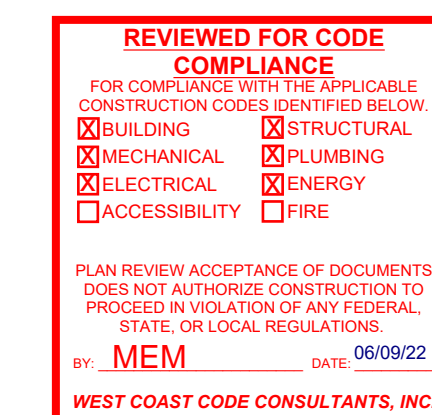 REVIEWED FOR CODE
COMPLIANCE
FOR COMPLIANCE WITH THE APPLICABLE
CONSTRUCTION CODES IDENTIFIED BELOW.
X BUILDING X STRUCTURAL
X MECHANICAL X PLUMBING
X ELECTRICAL X ENERGY
ACCESSIBILITY FIRE
PLAN REVIEW ACCEPTANCE OF DOCUMENTS
DOES NOT AUTHORIZE CONSTRUCTION TO
PROCEED IN VIOLATION OF ANY FEDERAL,
STATE, OR LOCAL REGULATIONS.
BY: MEM DATE: 06/09/22
WEST COAST CODE CONSULTANTS, INC.